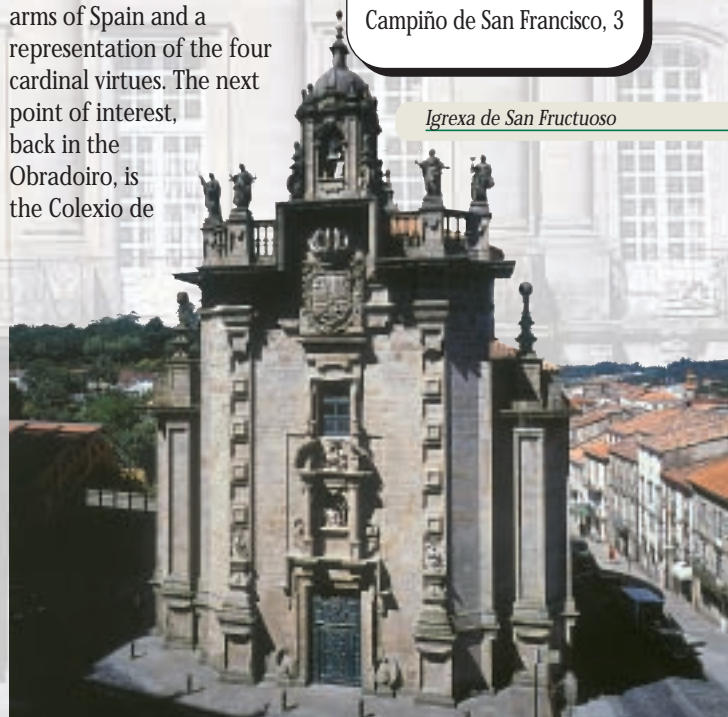 arms of Spain and a
representation of the four
cardinal virtues. The next
point of interest,
back in the
Obradoiro, is
the Colexio de
Campiño de San Francisco, 3
Igrexa de San Fructuoso